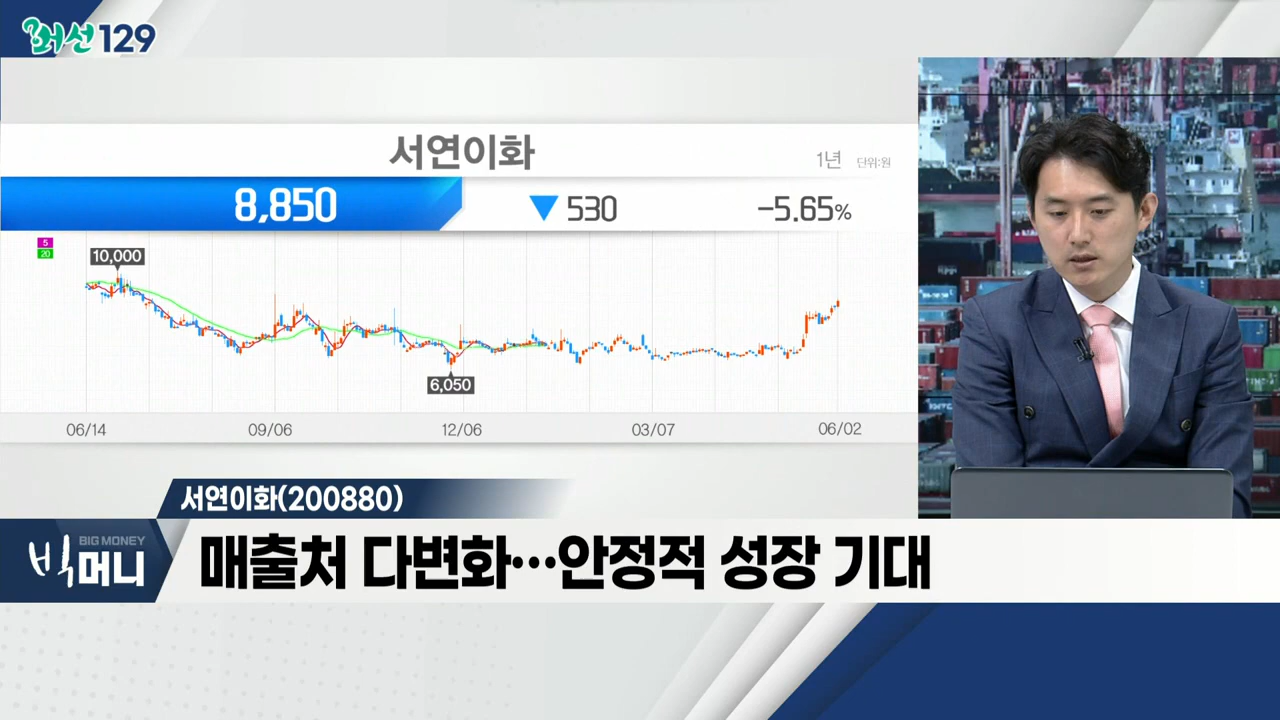 머선129
서연이화
1년 단위:원
8,850 ▼530 -5.65%
5
20
10,000
6,050
06/14 09/06 12/06 03/07 06/02
서연이화(200880)
BIG MONEY
빅머니
매출처 다변화…안정적 성장 기대